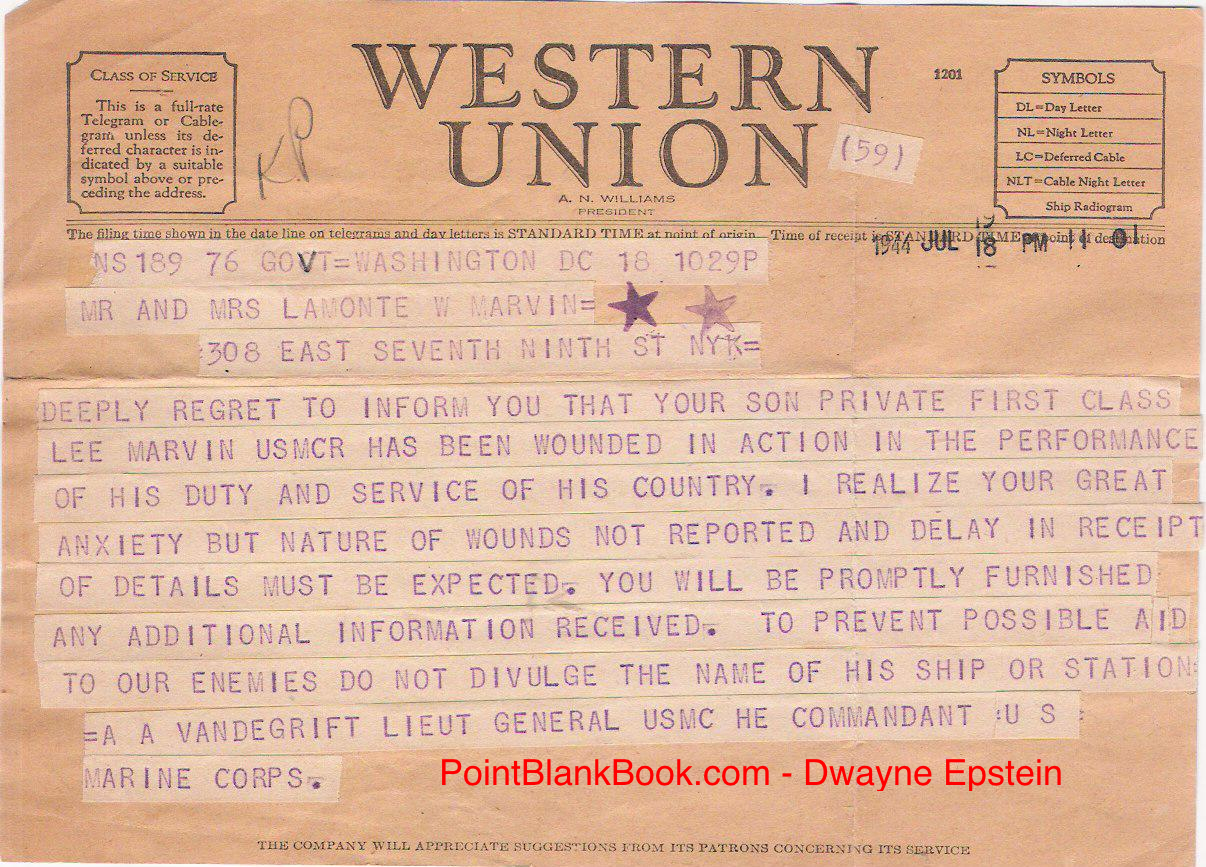 CLASS OF SERVICE
This is a full-rate
Telegram or Cable-
gram unless its de-
ferred character is in-
dicated by a suitable
symbol above or pre-
ceding the address.
K.P
WESTERN
UNION
(59)
A. N. WILLIAMS
PRESIDENT
1201
SYMBOLS
DL=Day Letter
NL=Night Letter
LC=Deferred Cable
NLT=Cable Night Letter
Ship Radiogram
The filing time shown in the date line on telegrams and day letters is STANDARD TIME at point of origin. Time of receipt is STANDARD TIME at point of destination
1944 JUL 18 PM 11 01
NS189 76 GOVT=WASHINGTON DC 18 1029P
MR AND MRS LAMONTE W MARVIN=
:308 EAST SEVENTH NINTH ST NYK=
DEEPLY REGRET TO INFORM YOU THAT YOUR SON PRIVATE FIRST CLASS
LEE MARVIN USMCR HAS BEEN WOUNDED IN ACTION IN THE PERFORMANCE
OF HIS DUTY AND SERVICE OF HIS COUNTRY. I REALIZE YOUR GREAT
ANXIETY BUT NATURE OF WOUNDS NOT REPORTED AND DELAY IN RECEIPT
OF DETAILS MUST BE EXPECTED. YOU WILL BE PROMPTLY FURNISHED
ANY ADDITIONAL INFORMATION RECEIVED. TO PREVENT POSSIBLE AID
TO OUR ENEMIES DO NOT DIVULGE THE NAME OF HIS SHIP OR STATION:
=A A VANDEGRIFT LIEUT GENERAL USMC HE COMMANDANT :U S :
MARINE CORPS.
PointBlankBook.com - Dwayne Epstein
THE COMPANY WILL APPRECIATE SUGGESTIONS FROM ITS PATRONS CONCERNING ITS SERVICE